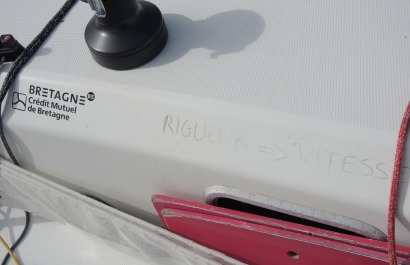 BRETAGNE
Crédit Mutuel
de Bretagne
RIGUEUR => VITESS